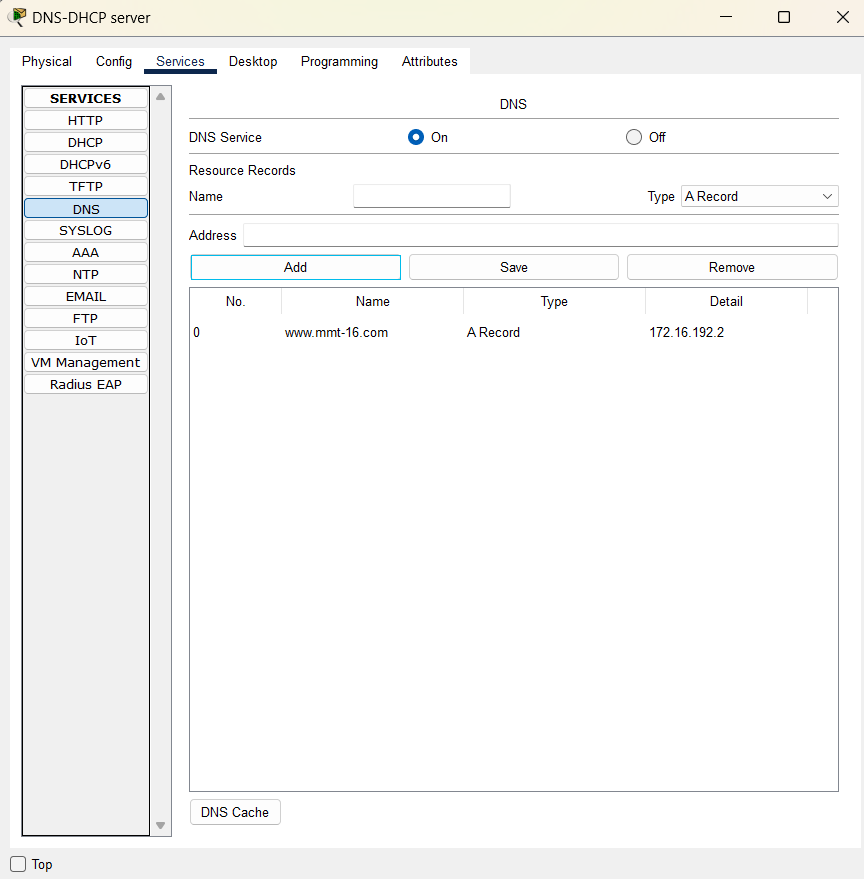 DNS-DHCP server
Physical Config Services Desktop Programming Attributes
SERVICES
HTTP
DHCP
DHCPv6
TFTP
DNS
SYSLOG
AAA
NTP
EMAIL
FTP
IoT
VM Management
Radius EAP
DNS
DNS Service On Off
Resource Records
Name Type A Record
Address
Add Save Remove
No. Name Type Detail
0 www.mmt-16.com A Record 172.16.192.2
DNS Cache
Top